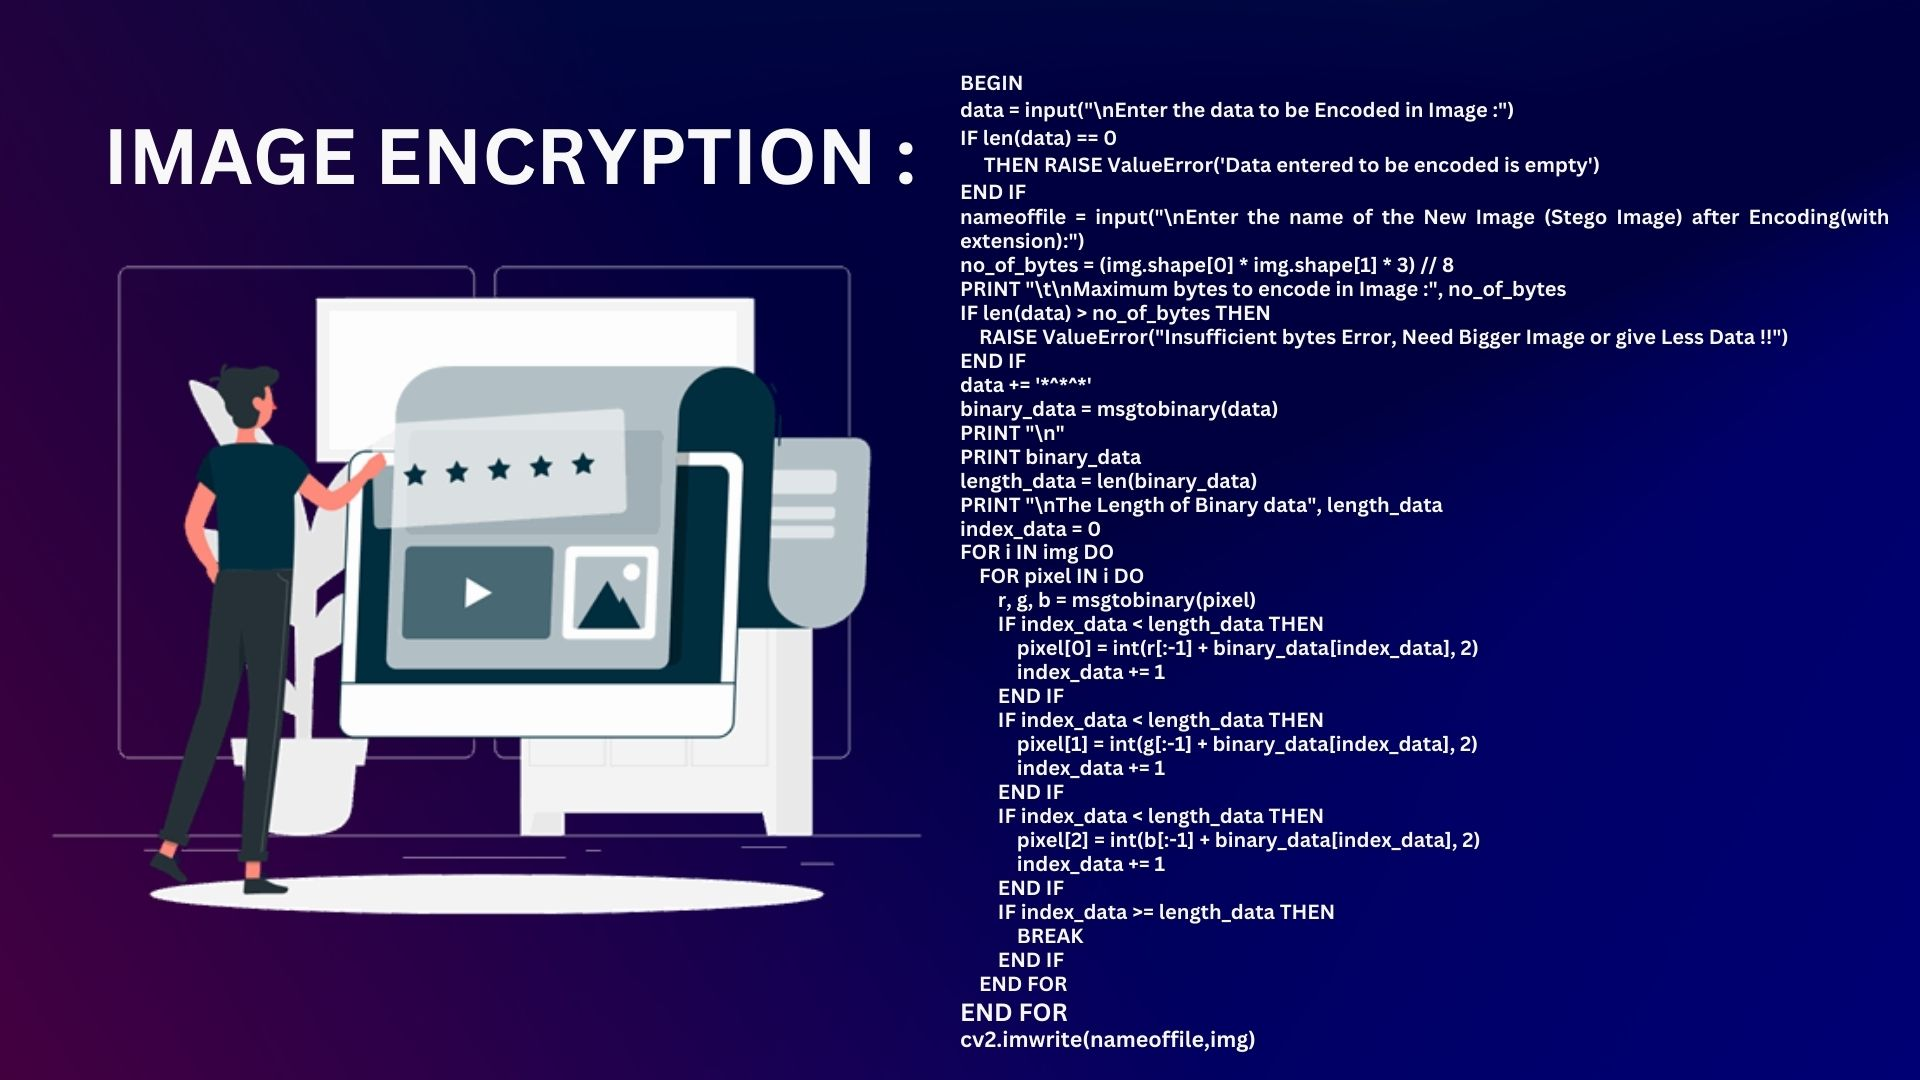 IMAGE ENCRYPTION :
BEGIN
data = input("\nEnter the data to be Encoded in Image :")
IF len(data) == 0
THEN RAISE ValueError('Data entered to be encoded is empty')
END IF
nameoffile = input("\nEnter the name of the New Image (Stego Image) after Encoding(with
extension):")
no_of_bytes = (img.shape[0] * img.shape[1] * 3) // 8
PRINT "\t\nMaximum bytes to encode in Image :", no_of_bytes
IF len(data) > no_of_bytes THEN
RAISE ValueError("Insufficient bytes Error, Need Bigger Image or give Less Data !!")
END IF
data += '*^*^*'
binary_data = msgtobinary(data)
PRINT "\n"
PRINT binary_data
length_data = len(binary_data)
PRINT "\nThe Length of Binary data", length_data
index_data = 0
FOR i IN img DO
FOR pixel IN i DO
r, g, b = msgtobinary(pixel)
IF index_data < length_data THEN
pixel[0] = int(r[:-1] + binary_data[index_data], 2)
index_data += 1
END IF
IF index_data < length_data THEN
pixel[1] = int(g[:-1] + binary_data[index_data], 2)
index_data += 1
END IF
IF index_data < length_data THEN
pixel[2] = int(b[:-1] + binary_data[index_data], 2)
index_data += 1
END IF
IF index_data >= length_data THEN
BREAK
END IF
END FOR
END FOR
cv2.imwrite(nameoffile,img)